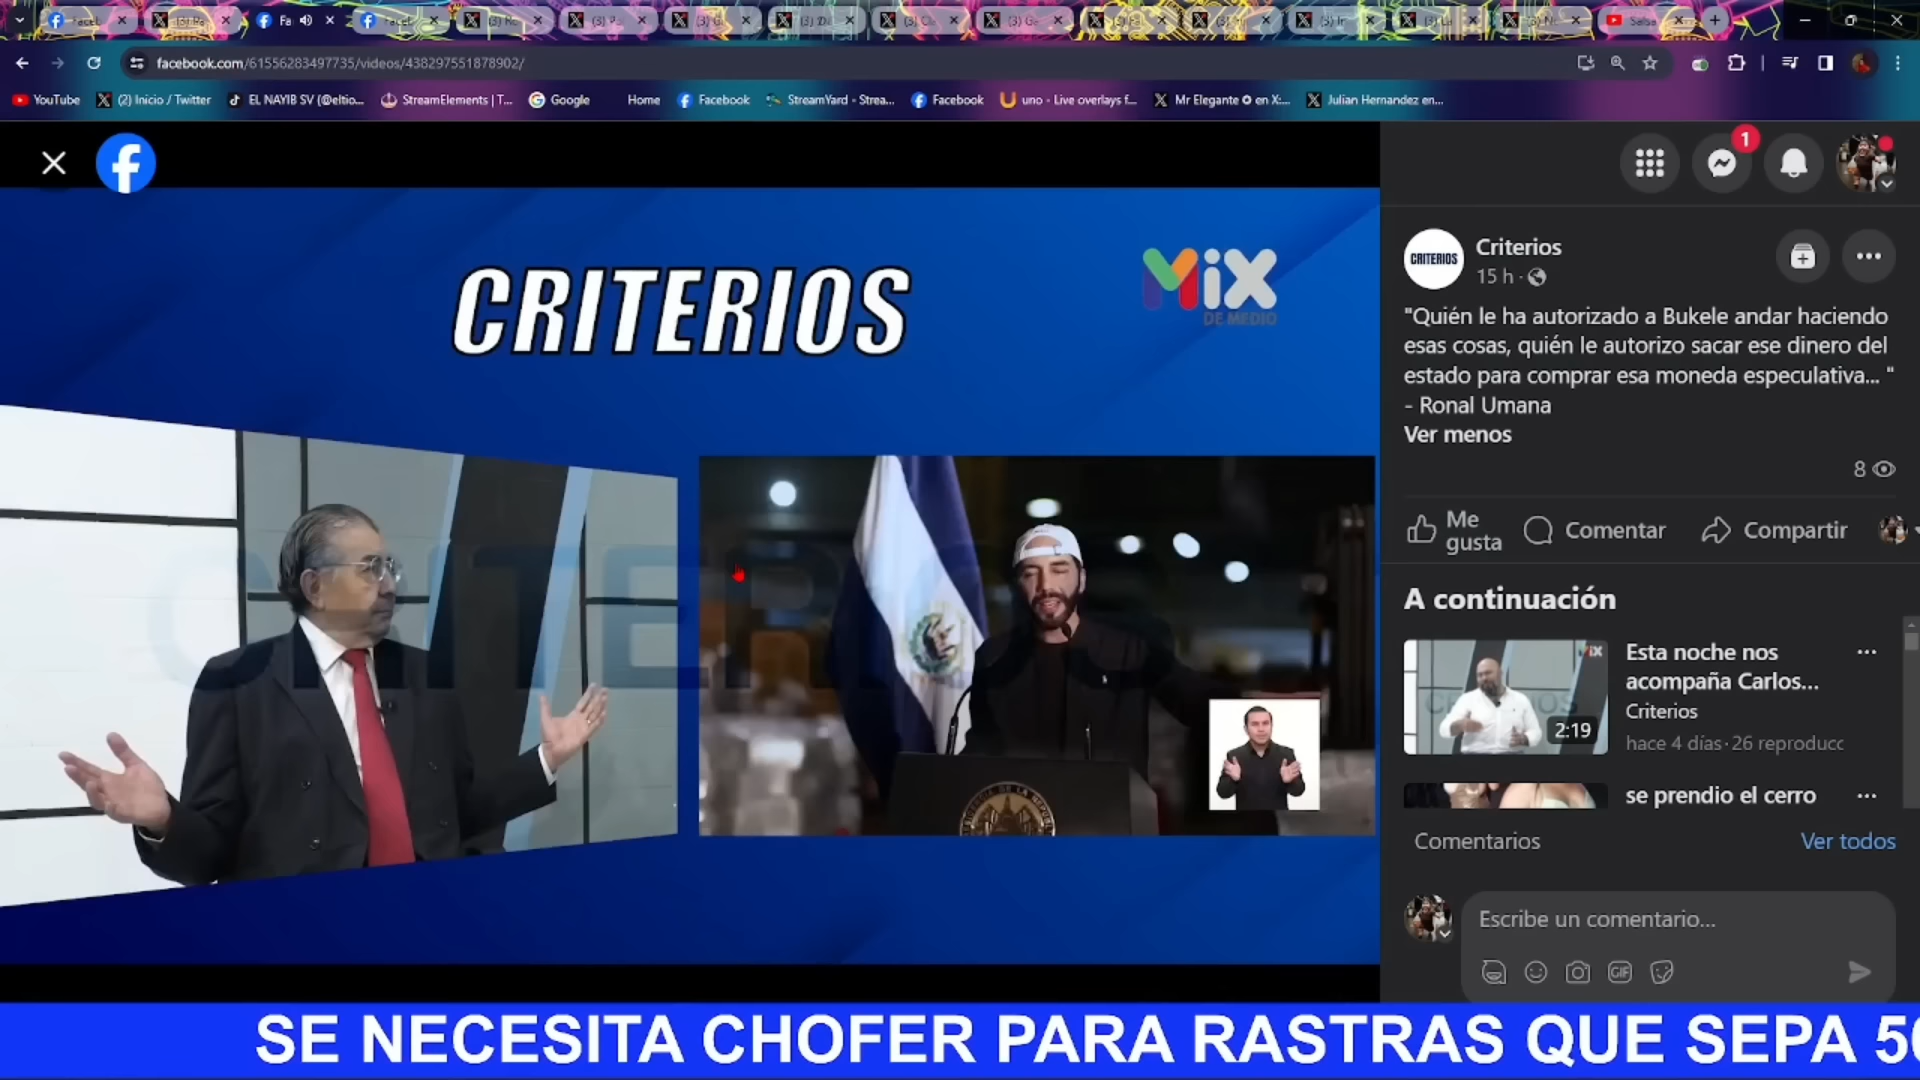 facebook.com/61556283497735/videos/438297551878902/
YouTube
(2) Inicio / Twitter
EL NAYIB SV (@eltio...
StreamElements | T...
Google
Home
Facebook
StreamYard - Strea...
Facebook
uno - Live overlays f...
Mr Elegante ✪ en X:...
Julian Hernandez en...
1
CRITERIOS
MiX
DE MEDIO
CRITERIOS
Criterios
15 h ·
"Quién le ha autorizado a Bukele andar haciendo
esas cosas, quién le autorizo sacar ese dinero del
estado para comprar esa moneda especulativa... "
- Ronal Umana
Ver menos
8
Me
gusta
Comentar
Compartir
A continuación
2:19
Esta noche nos
acompaña Carlos...
Criterios
hace 4 días · 26 reproducc
se prendio el cerro
Comentarios
Ver todos
Escribe un comentario...
GIF
SE NECESITA CHOFER PARA RASTRAS QUE SEPA 50